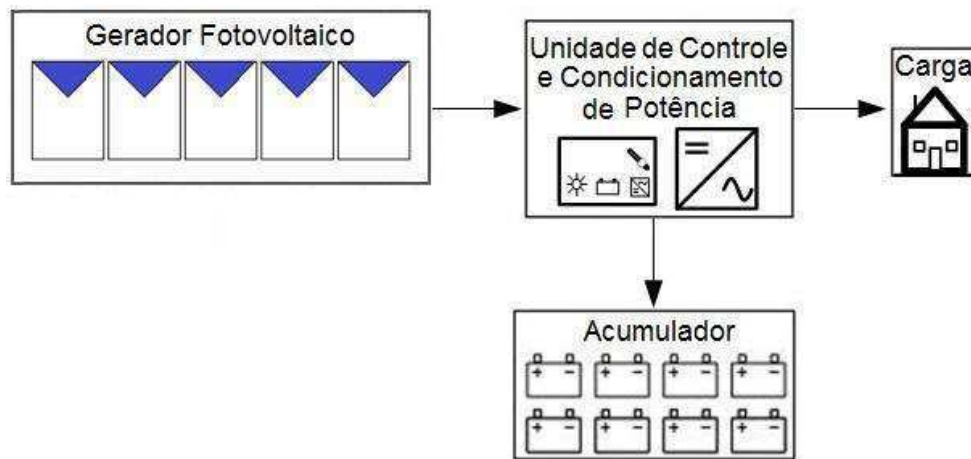 Gerador Fotovoltaico
Unidade de Controle
e Condicionamento
de Potência
Carga
Acumulador
+ - + - + - + -
+ - + - + - + -